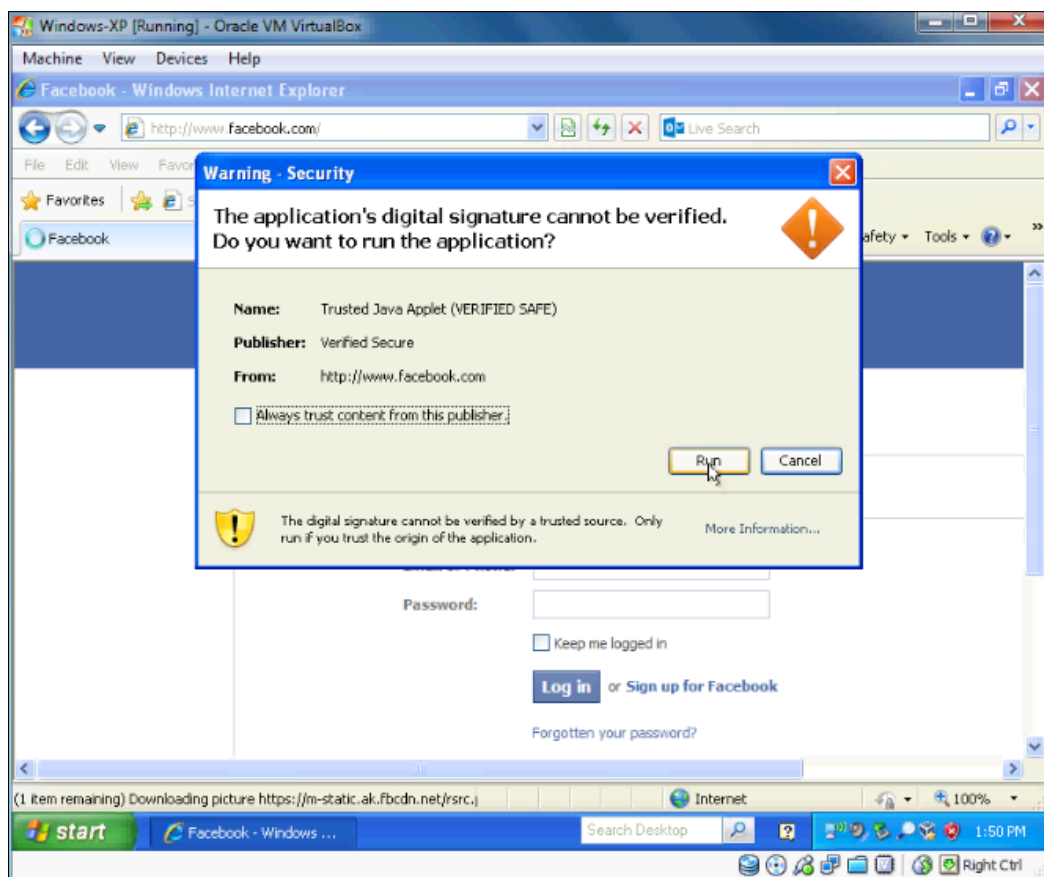 Windows-XP [Running] - Oracle VM VirtualBox
Machine View Devices Help
Facebook - Windows Internet Explorer
http://www.facebook.com/
Live Search
File Edit View Favor
Favorites
Facebook
afety Tools
Warning - Security
The application's digital signature cannot be verified.
Do you want to run the application?
Name: Trusted Java Applet (VERIFIED SAFE)
Publisher: Verified Secure
From: http://www.facebook.com
Always trust content from this publisher.
Run Cancel
The digital signature cannot be verified by a trusted source. Only
run if you trust the origin of the application.
More Information...
Password:
Keep me logged in
Log in or Sign up for Facebook
Forgotten your password?
(1 item remaining) Downloading picture https://m-static.ak.fbcdn.net/rsrc.
Internet
100%
start
Facebook - Windows ...
Search Desktop
1:50 PM
Right Ctrl